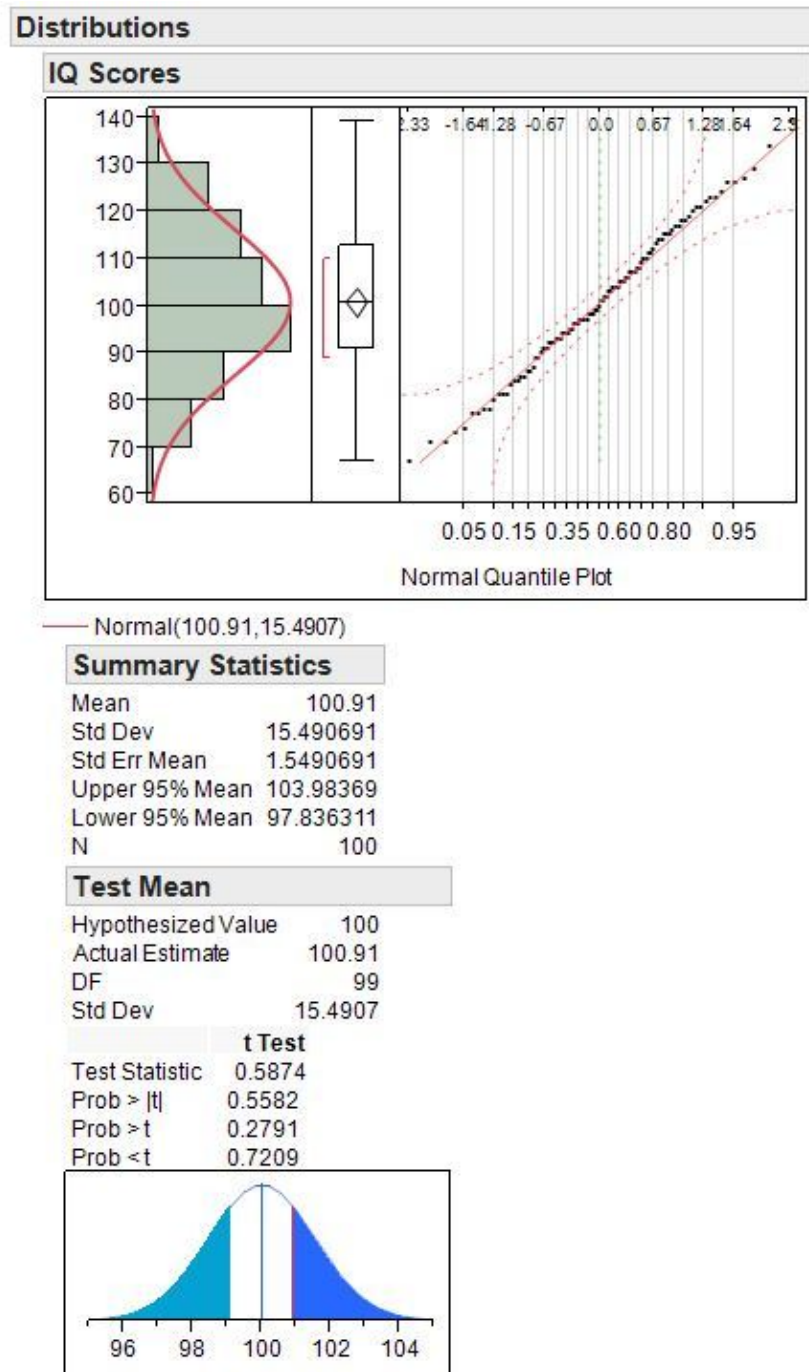 Distributions
IQ Scores
140
130
120
110
100
90
80
70
60
-1.64 1.28 -0.67 0.0 0.67 1.28 1.64
0.05 0.15 0.35 0.60 0.80 0.95
Normal Quantile Plot
Normal(100.91,15.4907)
Summary Statistics
Mean 100.91
Std Dev 15.490691
Std Err Mean 1.5490691
Upper 95% Mean 103.98369
Lower 95% Mean 97.836311
N 100
Test Mean
Hypothesized Value 100
Actual Estimate 100.91
DF 99
Std Dev 15.4907
t Test
Test Statistic 0.5874
Prob > |t| 0.5582
Prob > t 0.2791
Prob < t 0.7209
96 98 100 102 104